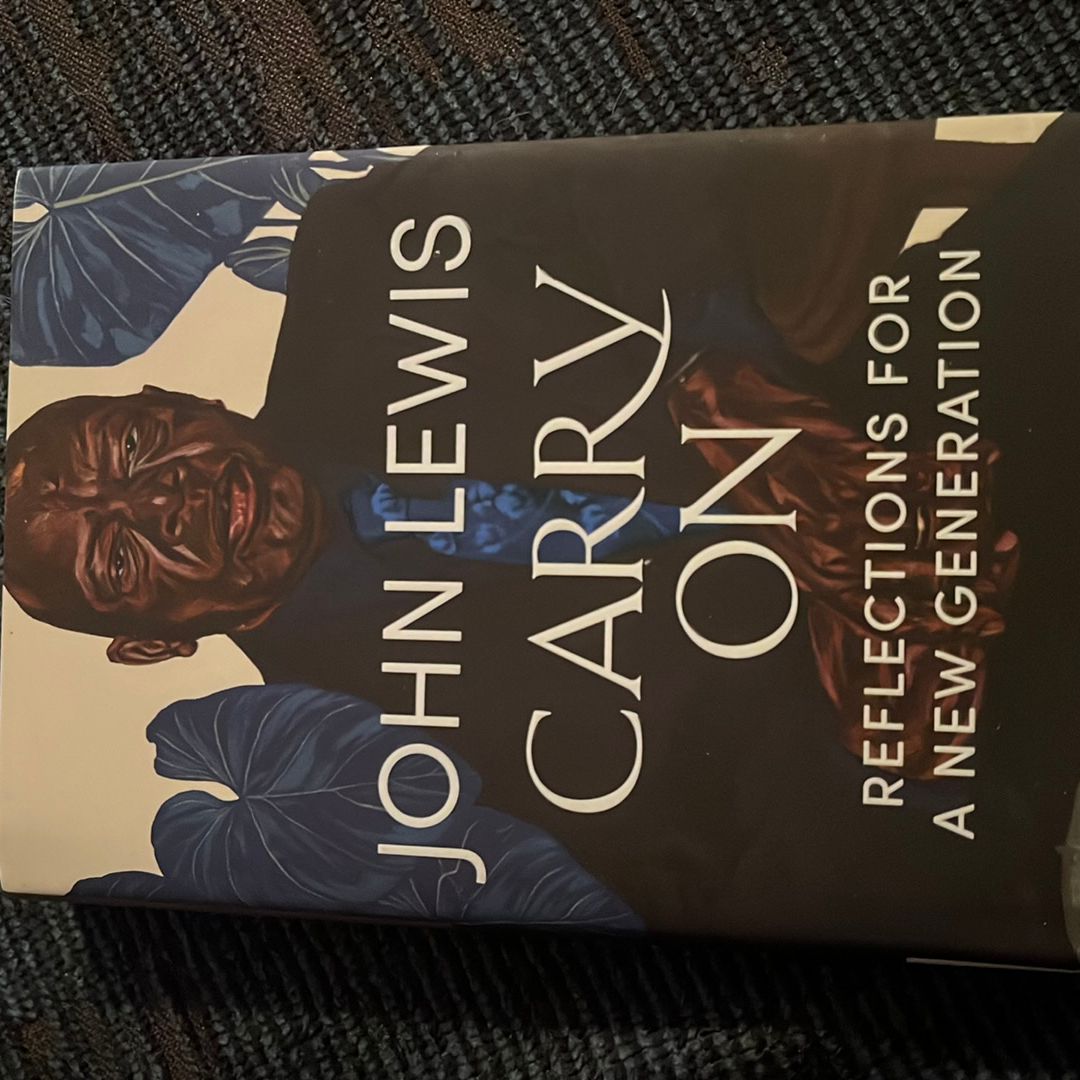 JOHN LEWIS
CARRY
ON
REFLECTIONS FOR
A NEW GENERATION